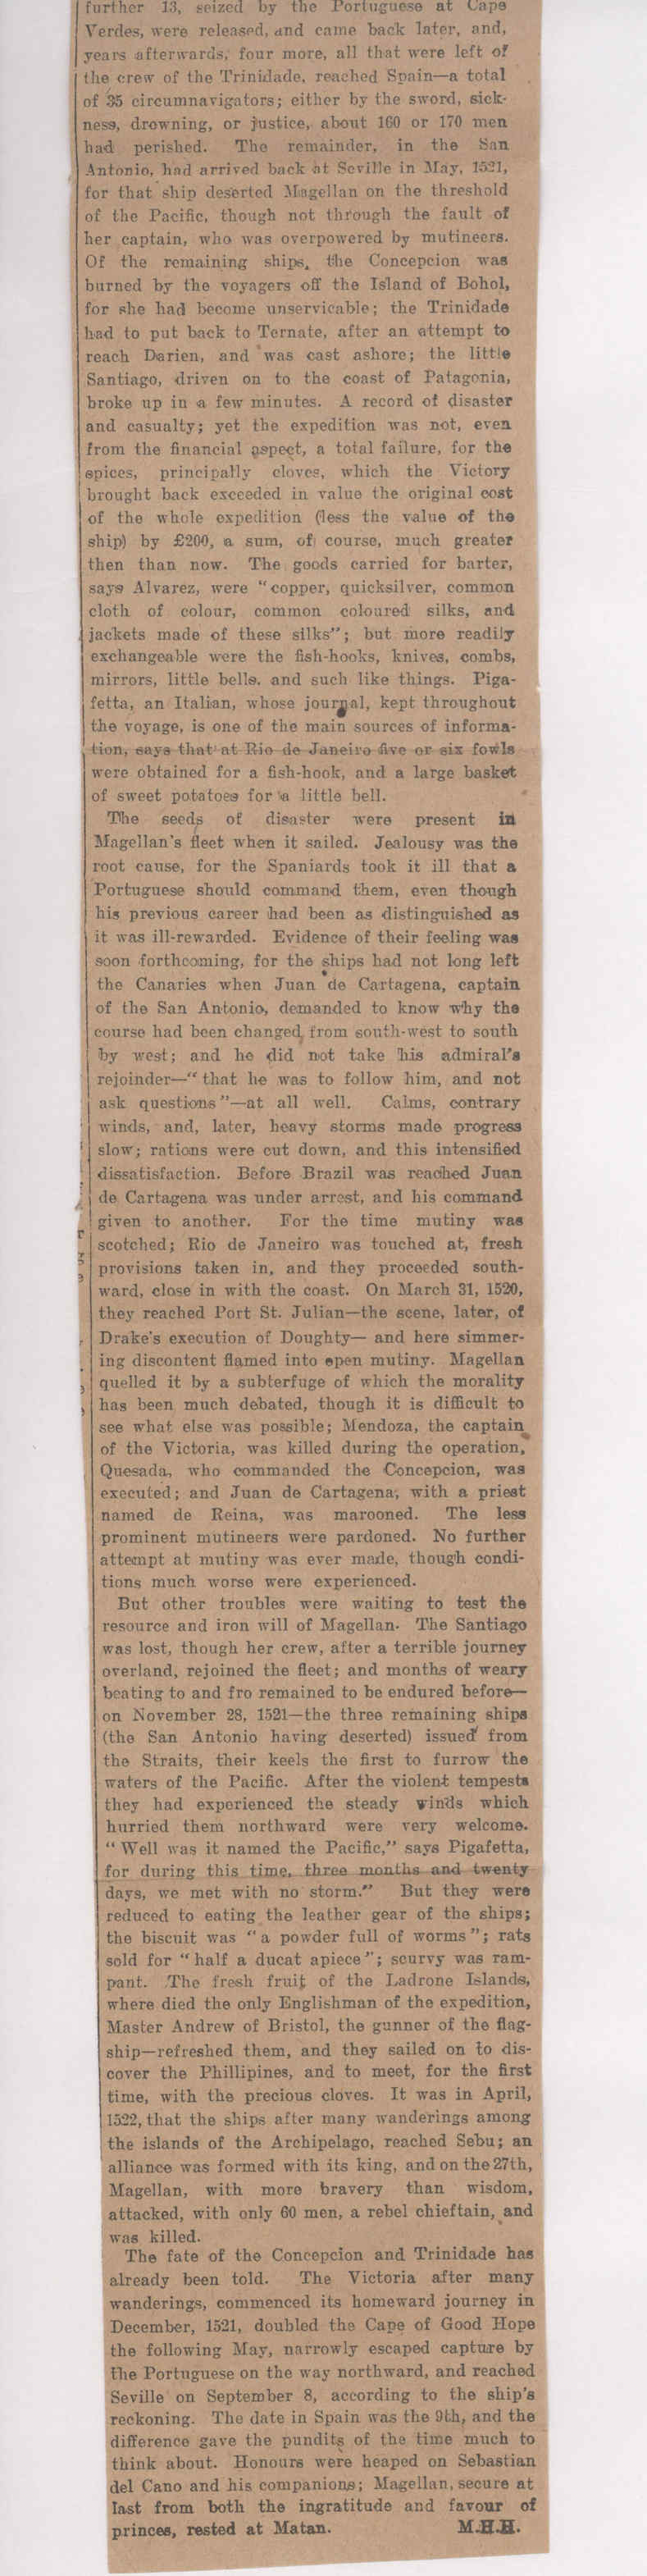 further 13, seized by the Portuguese at Cape
Verdes, were released, and came back later, and,
years afterwards, four more, all that were left of
the crew of the Trinidade, reached Spain—a total
of 35 circumnavigators; either by the sword, sick-
ness, drowning, or justice, about 160 or 170 men
had perished. The remainder, in the San
Antonio, had arrived back at Seville in May, 1521,
for that ship deserted Magellan on the threshold
of the Pacific, though not through the fault of
her captain, who was overpowered by mutineers.
Of the remaining ships, the Concepcion was
burned by the voyagers off the Island of Bohol,
for she had become unservicable; the Trinidade
had to put back to Ternate, after an attempt to
reach Darien, and was cast ashore; the little
Santiago, driven on to the coast of Patagonia,
broke up in a few minutes. A record of disaster
and casualty; yet the expedition was not, even
from the financial aspect, a total failure, for the
spices, principally cloves, which the Victory
brought back exceeded in value the original cost
of the whole expedition (less the value of the
ship) by £200, a sum, of course, much greater
then than now. The goods carried for barter,
says Alvarez, were "copper, quicksilver, common
cloth of colour, common coloured silks, and
jackets made of these silks"; but more readily
exchangeable were the fish-hooks, knives, combs,
mirrors, little bells. and such like things. Piga-
fetta, an Italian, whose journal, kept throughout
the voyage, is one of the main sources of informa-
tion, says that at Rio de Janeiro five or six fowls
were obtained for a fish-hook, and a large basket
of sweet potatoes for a little bell.
The seeds of disaster were present in
Magellan's fleet when it sailed. Jealousy was the
root cause, for the Spaniards took it ill that a
Portuguese should command them, even though
his previous career had been as distinguished as
it was ill-rewarded. Evidence of their feeling was
soon forthcoming, for the ships had not long left
the Canaries when Juan de Cartagena, captain
of the San Antonio, demanded to know why the
course had been changed from south-west to south
by west; and he did not take his admiral's
rejoinder—"that he was to follow him, and not
ask questions"—at all well. Calms, contrary
winds, and, later, heavy storms made progress
slow; rations were cut down, and this intensified
dissatisfaction. Before Brazil was reached Juan
de Cartagena was under arrest, and his command
given to another. For the time mutiny was
scotched; Rio de Janeiro was touched at, fresh
provisions taken in, and they proceeded south-
ward, close in with the coast. On March 31, 1520,
they reached Port St. Julian—the scene, later, of
Drake's execution of Doughty— and here simmer-
ing discontent flamed into open mutiny. Magellan
quelled it by a subterfuge of which the morality
has been much debated, though it is difficult to
see what else was possible; Mendoza, the captain
of the Victoria, was killed during the operation,
Quesada, who commanded the Concepcion, was
executed; and Juan de Cartagena, with a priest
named de Reina, was marooned. The less
prominent mutineers were pardoned. No further
attempt at mutiny was ever made, though condi-
tions much worse were experienced.
But other troubles were waiting to test the
resource and iron will of Magellan. The Santiago
was lost, though her crew, after a terrible journey
overland, rejoined the fleet; and months of weary
beating to and fro remained to be endured before—
on November 28, 1521—the three remaining ships
(the San Antonio having deserted) issued from
the Straits, their keels the first to furrow the
waters of the Pacific. After the violent tempests
they had experienced the steady winds which
hurried them northward were very welcome.
"Well was it named the Pacific," says Pigafetta,
for during this time, three months and twenty
days, we met with no storm." But they were
reduced to eating the leather gear of the ships;
the biscuit was "a powder full of worms"; rats
sold for "half a ducat apiece"; scurvy was ram-
pant. The fresh fruit of the Ladrone Islands,
where died the only Englishman of the expedition,
Master Andrew of Bristol, the gunner of the flag-
ship—refreshed them, and they sailed on to dis-
cover the Phillipines, and to meet, for the first
time, with the precious cloves. It was in April,
1522, that the ships after many wanderings among
the islands of the Archipelago, reached Sebu; an
alliance was formed with its king, and on the 27th,
Magellan, with more bravery than wisdom,
attacked, with only 60 men, a rebel chieftain, and
was killed.
The fate of the Concepcion and Trinidade has
already been told. The Victoria after many
wanderings, commenced its homeward journey in
December, 1521, doubled the Cape of Good Hope
the following May, narrowly escaped capture by
the Portuguese on the way northward, and reached
Seville on September 8, according to the ship's
reckoning. The date in Spain was the 9th, and the
difference gave the pundits of the time much to
think about. Honours were heaped on Sebastian
del Cano and his companions; Magellan, secure at
last from both the ingratitude and favour of
princes, rested at Matan. M.H.H.